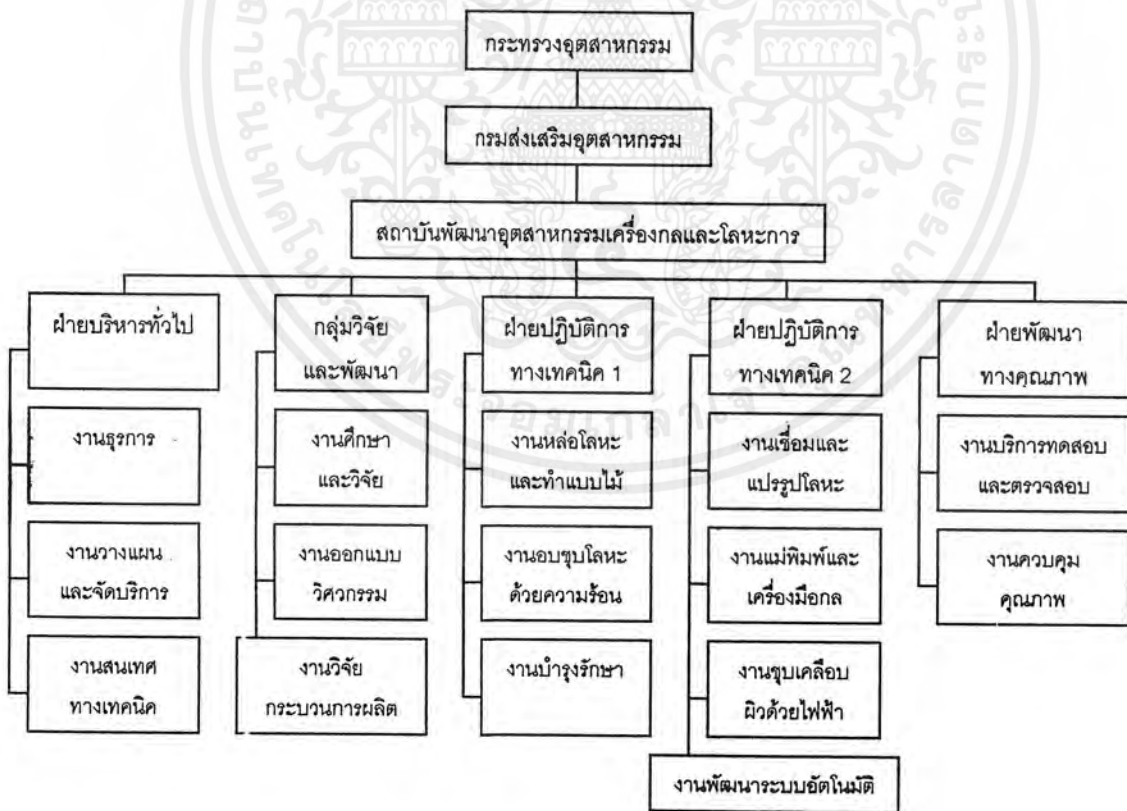 กระทรวงอุตสาหกรรม
กรมส่งเสริมอุตสาหกรรม
สถาบันพัฒนาอุตสาหกรรมเครื่องกลและโลหะการ
ฝ่ายบริหารทั่วไป
งานธุรการ
งานวางแผน
และจัดบริการ
งานสนเทศ
ทางเทคนิค
กลุ่มวิจัย
และพัฒนา
งานศึกษา
และวิจัย
งานออกแบบ
วิศวกรรม
งานวิจัย
กระบวนการผลิต
ฝ่ายปฏิบัติการ
ทางเทคนิค 1
งานหล่อโลหะ
และทำแบบไม้
งานอบชุบโลหะ
ด้วยความร้อน
งานบำรุงรักษา
ฝ่ายปฏิบัติการ
ทางเทคนิค 2
งานเชื่อมและ
แปรรูปโลหะ
งานแม่พิมพ์และ
เครื่องมือกล
งานชุบเคลือบ
ผิวด้วยไฟฟ้า
งานพัฒนาระบบอัตโนมัติ
ฝ่ายพัฒนา
ทางคุณภาพ
งานบริการทดสอบ
และตรวจสอบ
งานควบคุม
คุณภาพ